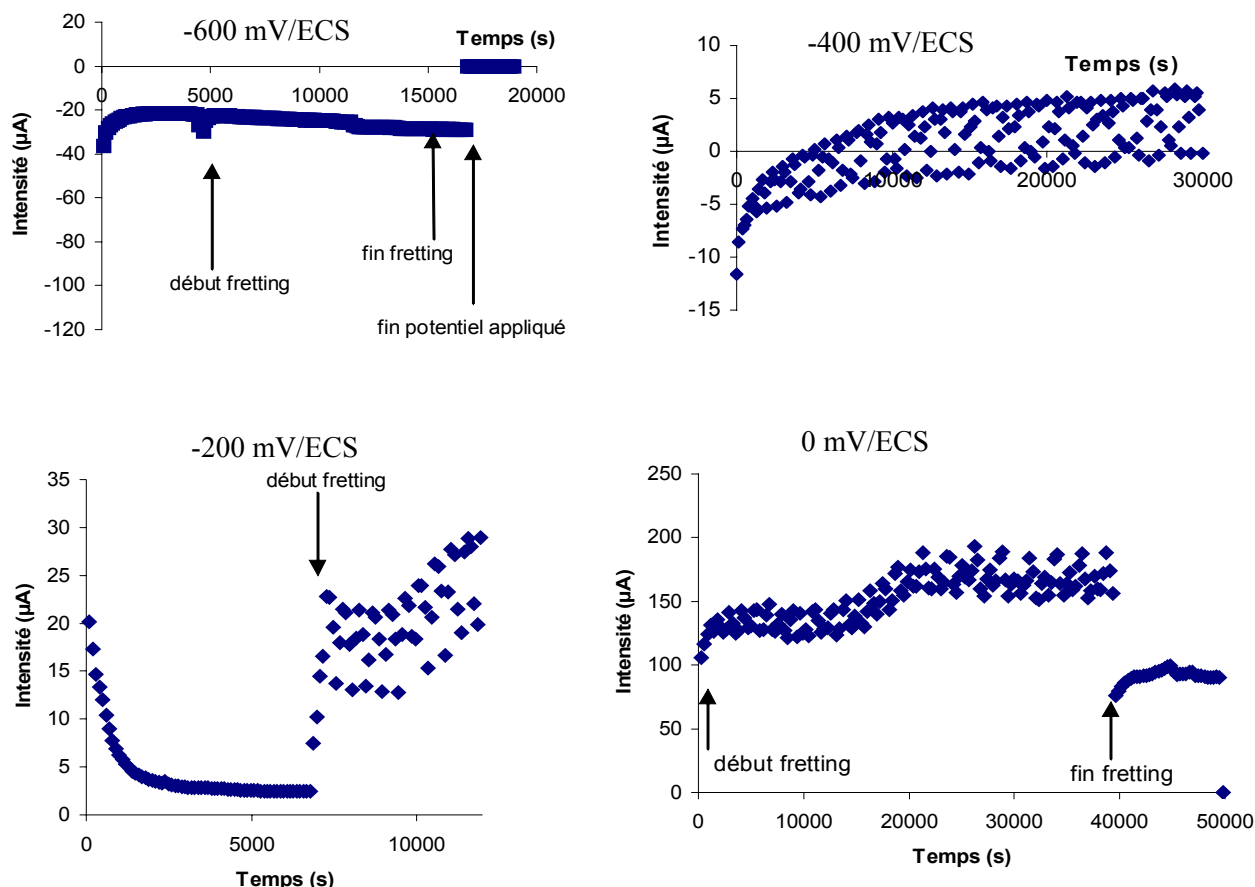 -600 mV/ECS
Temps (s)
20
0
-20
-40
-60
-80
-100
-120
0
5000
10000
15000
20000
Intensité (µA)
début fretting
fin fretting
fin potentiel appliqué
-400 mV/ECS
Temps (s)
10
5
0
-5
-10
-15
0
10000
20000
30000
Intensité (µA)
-200 mV/ECS
début fretting
35
30
25
20
15
10
5
0
0
5000
10000
Intensité (µA)
Temps (s)
0 mV/ECS
250
200
150
100
50
0
0
10000
20000
30000
40000
50000
Intensité (µA)
début fretting
fin fretting
Temps (s)